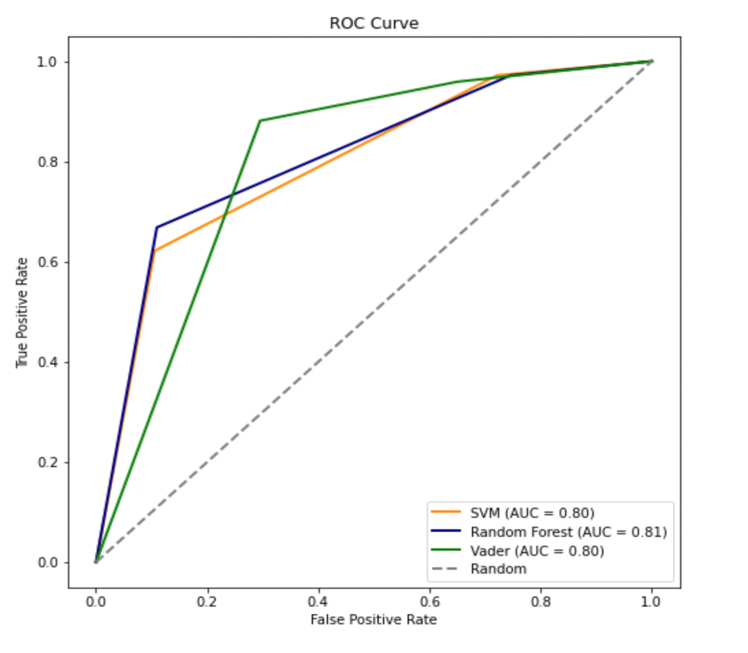 ROC Curve
True Positive Rate
1.0
0.8
0.6
0.4
0.2
0.0
SVM (AUC = 0.80)
Random Forest (AUC = 0.81)
Vader (AUC = 0.80)
Random
0.0 0.2 0.4 0.6 0.8 1.0
False Positive Rate